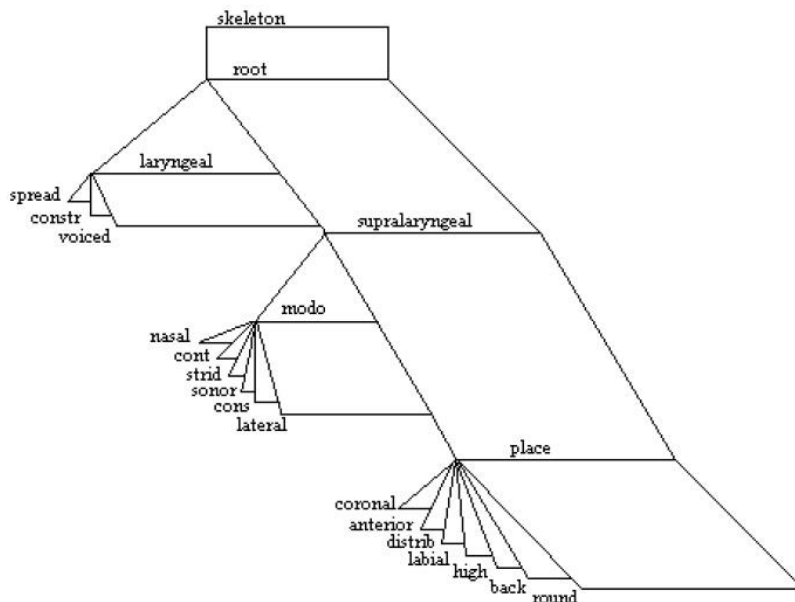 skeleton
root
laryngeal
spread
constr
voiced
supralaryngeal
modo
nasal
cont
strid
sonor
cons
lateral
place
coronal
anterior
distrib
labial
high
back
round